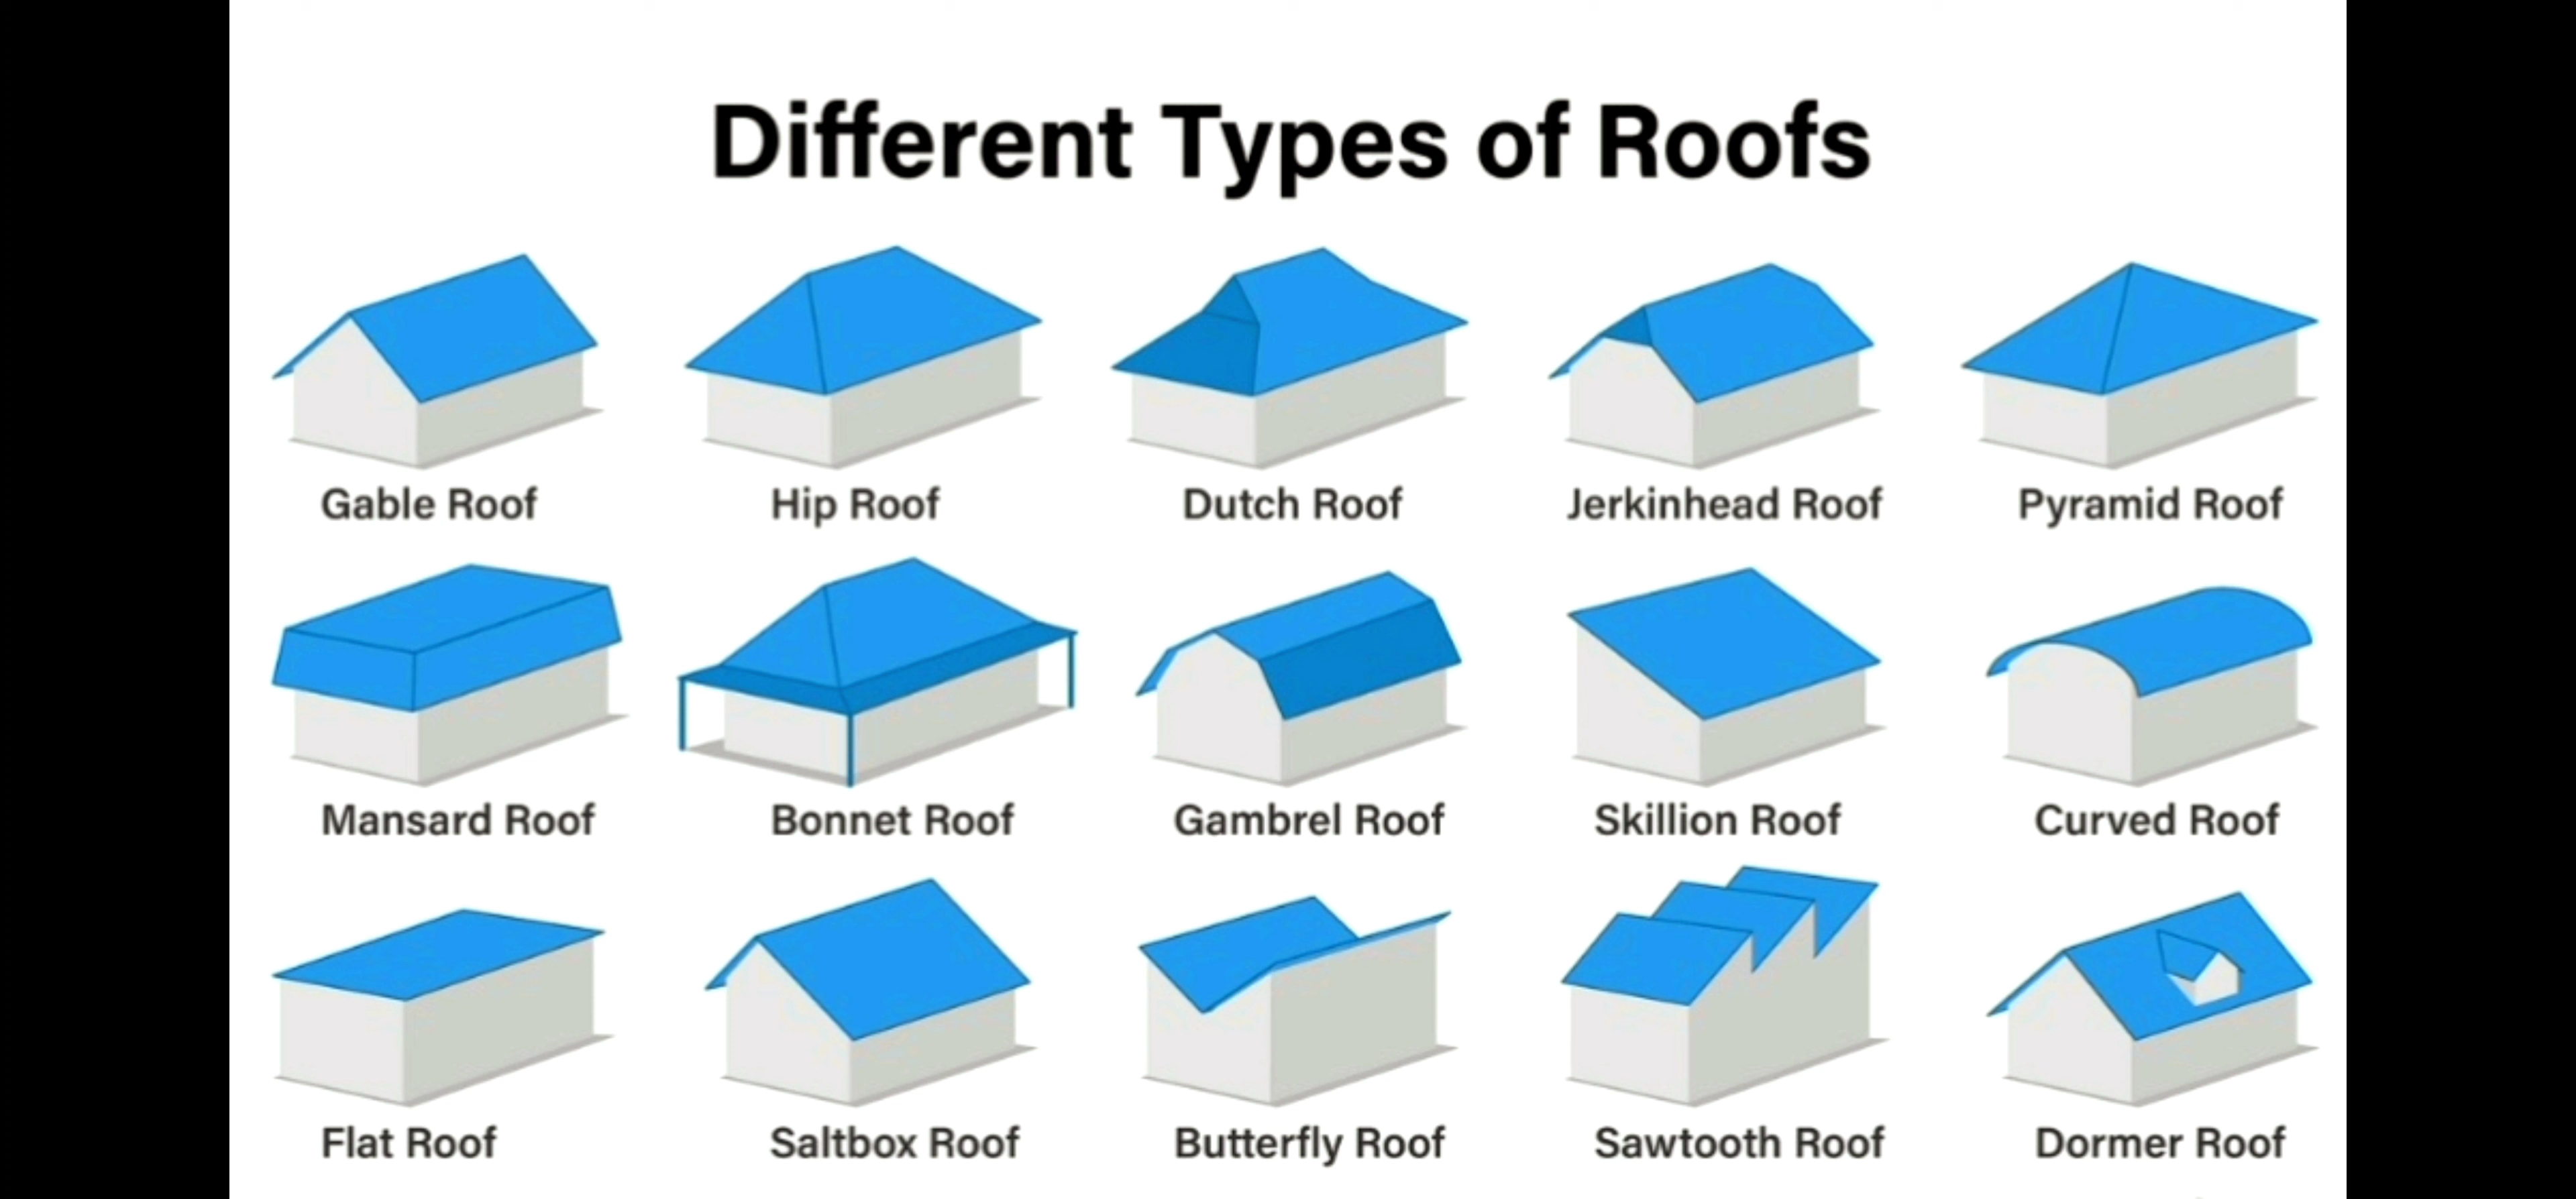 Different Types of Roofs
Gable Roof
Hip Roof
Dutch Roof
Jerkinhead Roof
Pyramid Roof
Mansard Roof
Bonnet Roof
Gambrel Roof
Skillion Roof
Curved Roof
Flat Roof
Saltbox Roof
Butterfly Roof
Sawtooth Roof
Dormer Roof